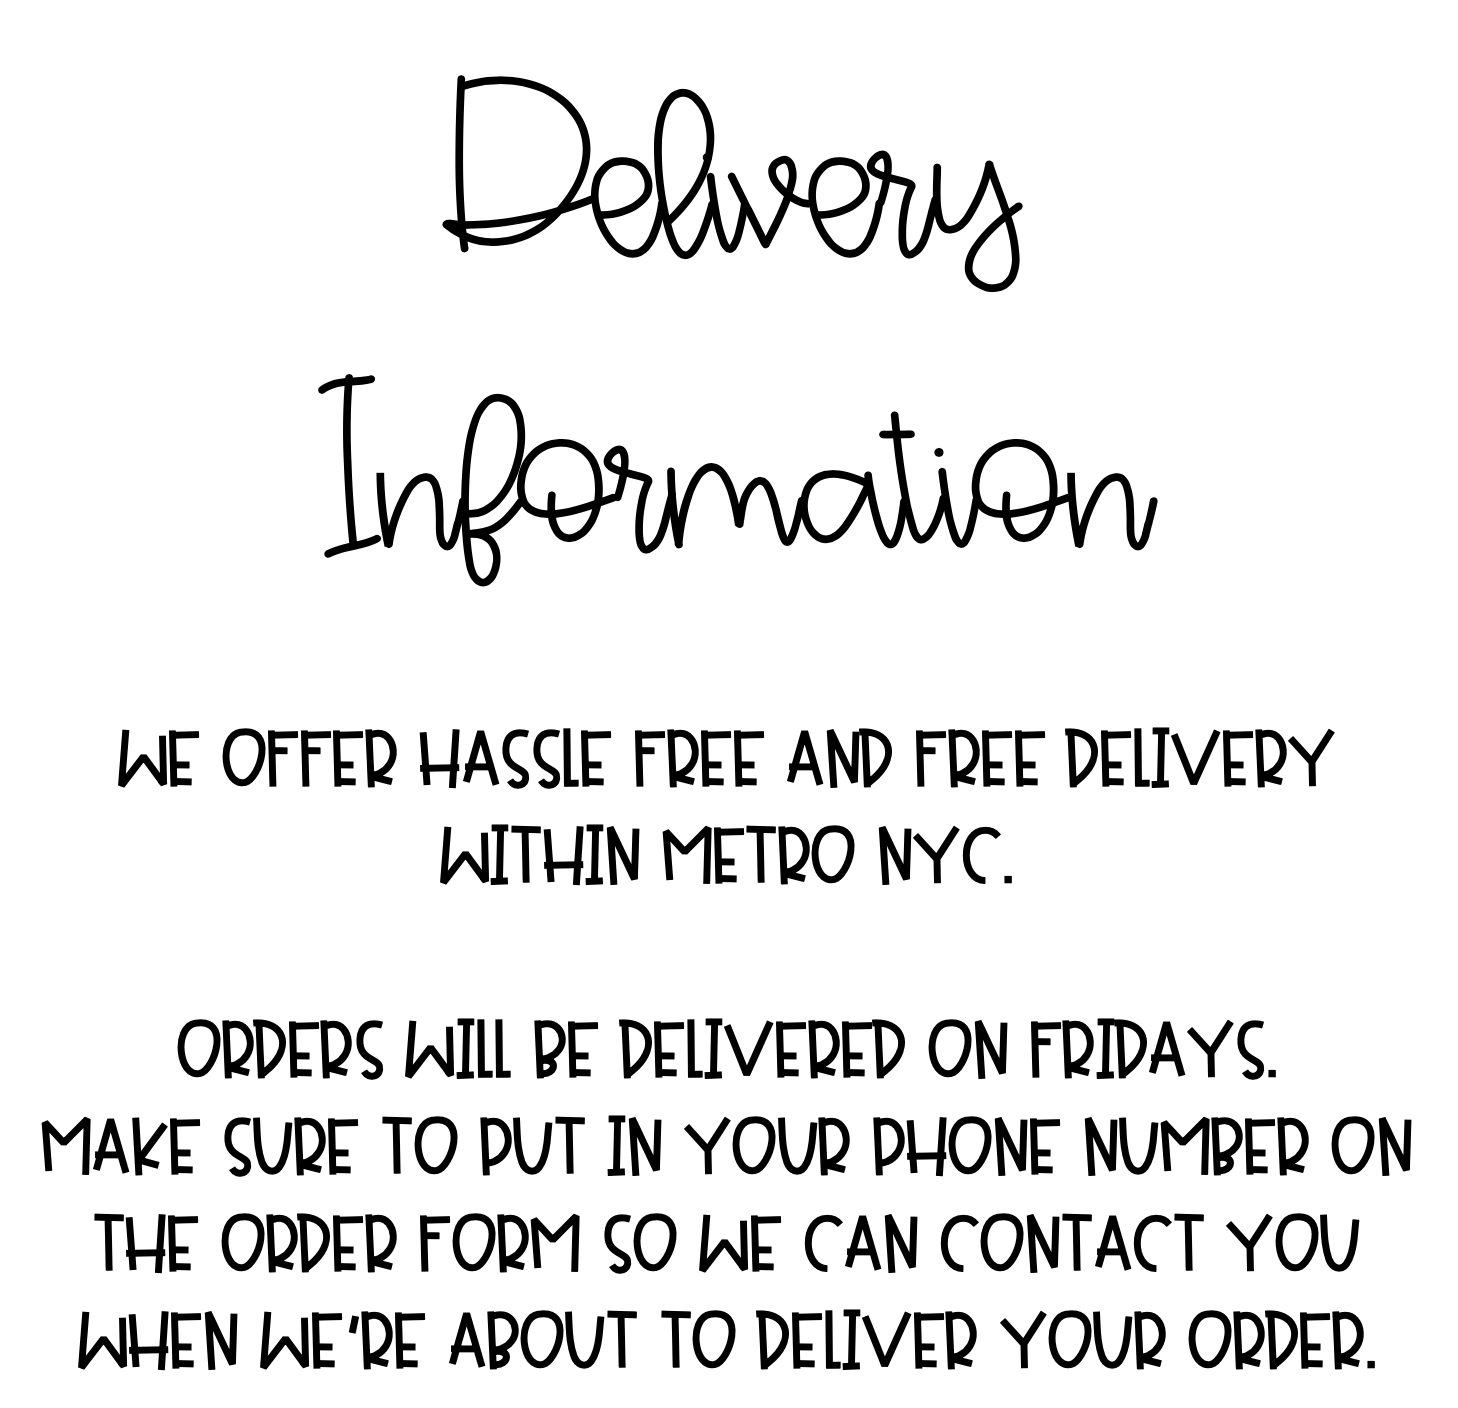 Delivery
Information
WE OFFER HASSLE FREE AND FREE DELIVERY
WITHIN METRO NYC.
ORDERS WILL BE DELIVERED ON FRIDAYS.
MAKE SURE TO PUT IN YOUR PHONE NUMBER ON
THE ORDER FORM SO WE CAN CONTACT YOU
WHEN WE'RE ABOUT TO DELIVER YOUR ORDER.